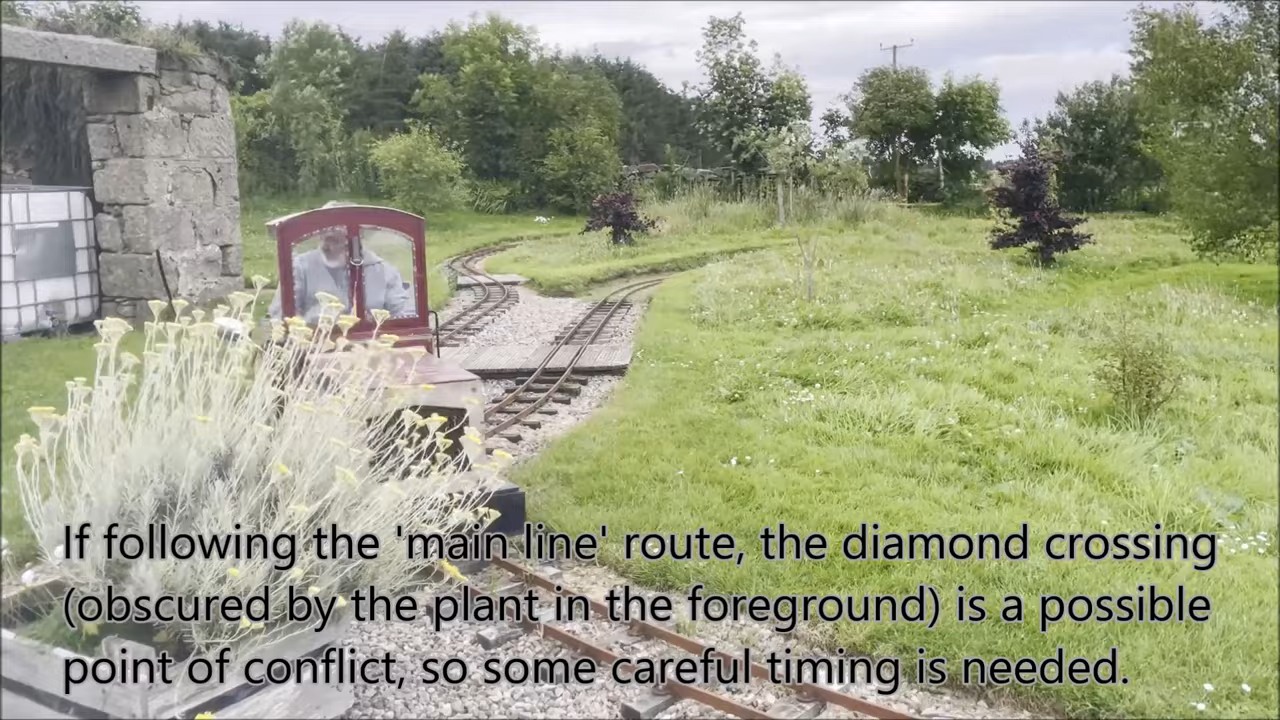 If following the 'main line' route, the diamond crossing
(obscured by the plant in the foreground) is a possible
point of conflict, so some careful timing is needed.